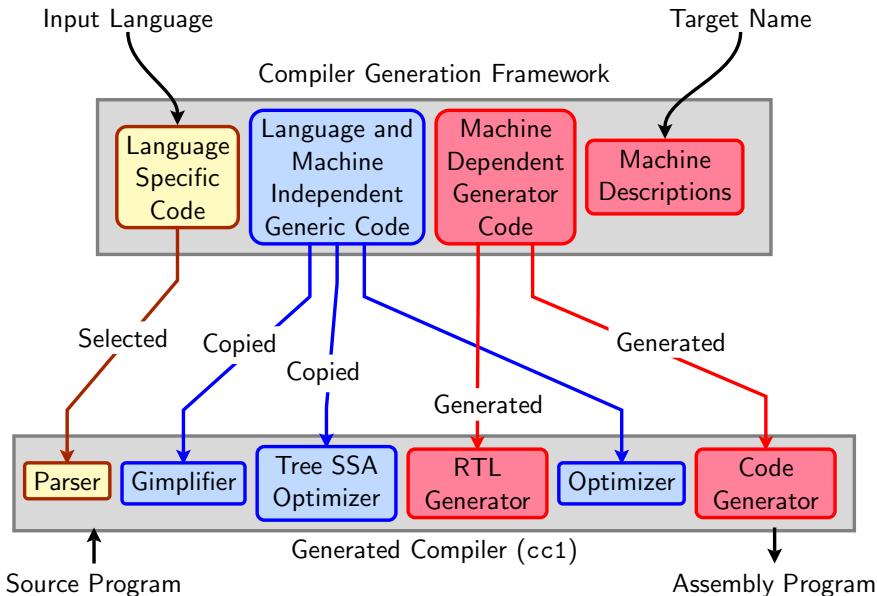 Input Language
Target Name
Compiler Generation Framework
Language
Specific
Code
Language and
Machine
Independent
Generic Code
Machine
Dependent
Generator
Code
Machine
Descriptions
Selected
Copied
Copied
Generated
Generated
Parser
Gimplifier
Tree SSA
Optimizer
RTL
Generator
Optimizer
Code
Generator
Generated Compiler (cc1)
Source Program
Assembly Program